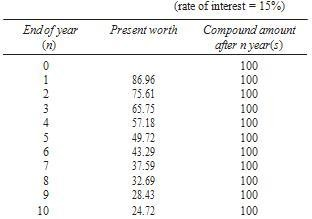 (rate of interest = 15%)
End of year Present worth Compound amount
(n) after n year(s)
0 100
1 86.96 100
2 75.61 100
3 65.75 100
4 57.18 100
5 49.72 100
6 43.29 100
7 37.59 100
8 32.69 100
9 28.43 100
10 24.72 100